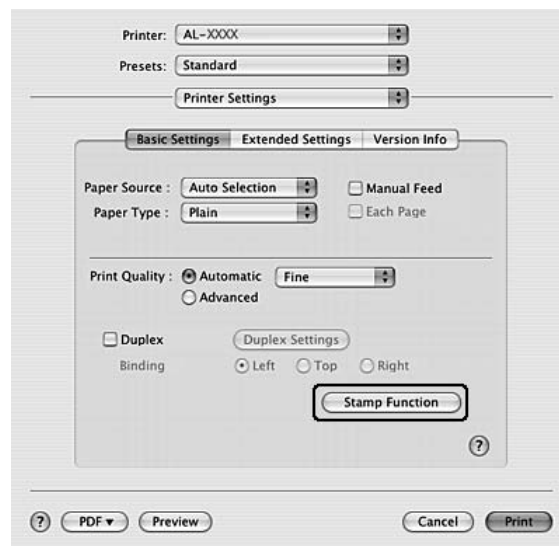 Printer: AL-XXXX
Presets: Standard
Printer Settings
Basic Settings Extended Settings Version Info
Paper Source : Auto Selection Manual Feed
Paper Type : Plain Each Page
Print Quality : Automatic Fine
Advanced
Duplex Duplex Settings
Binding Left Top Right
Stamp Function
?
? PDF ▼ Preview Cancel Print